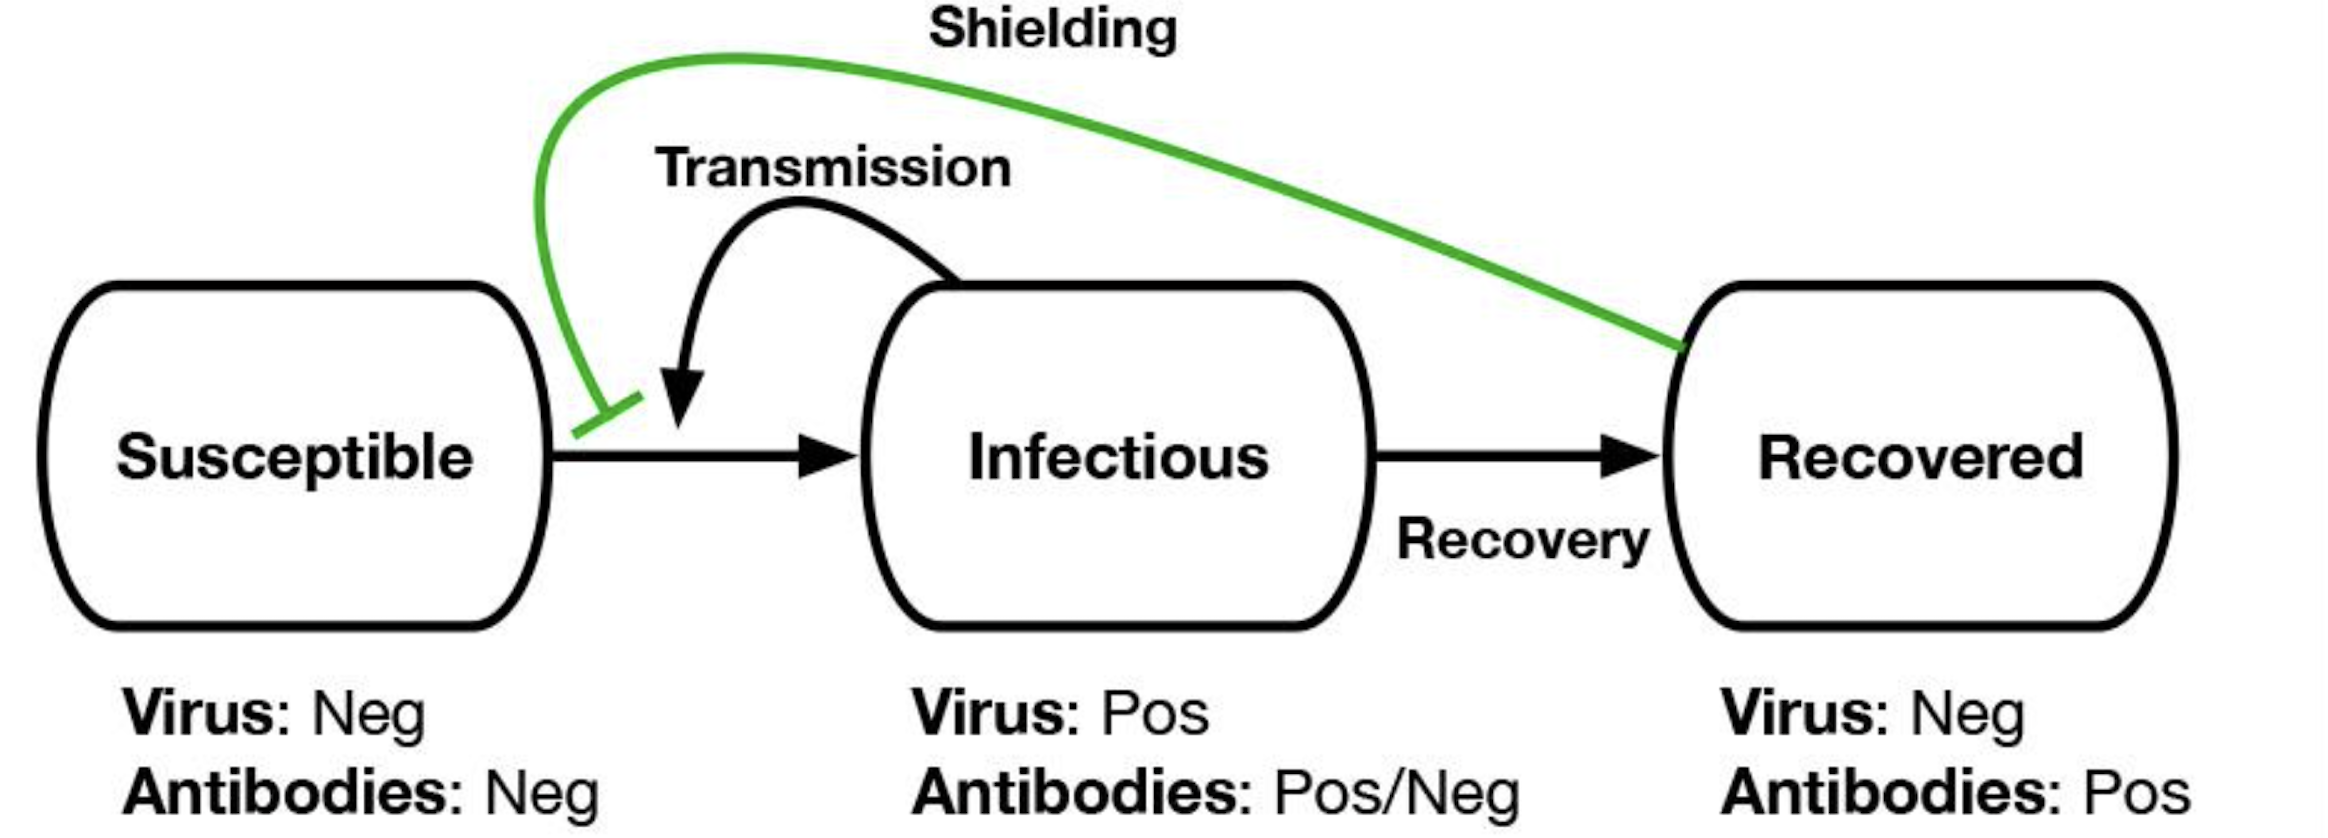 Shielding
Transmission
Susceptible
Infectious
Recovered
Recovery
Virus: Neg
Antibodies: Neg
Virus: Pos
Antibodies: Pos/Neg
Virus: Neg
Antibodies: Pos